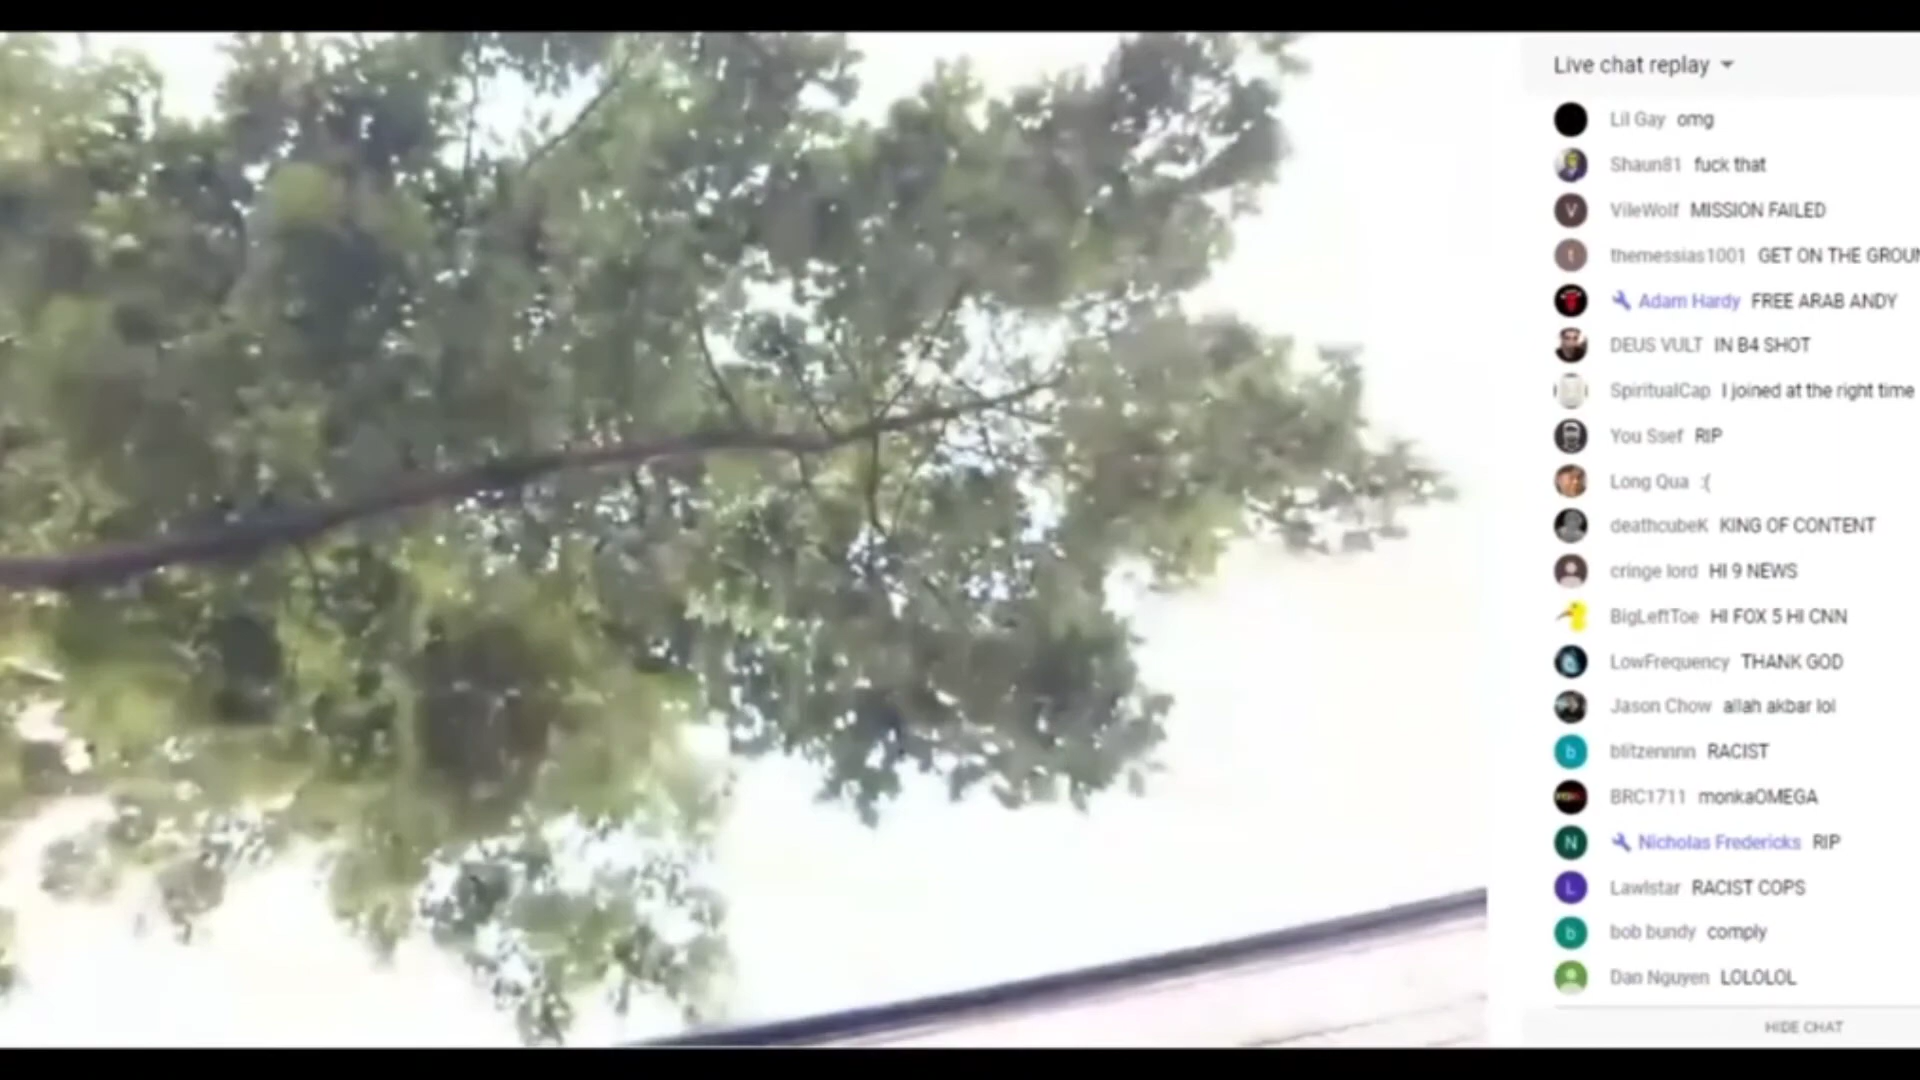 Live chat replay
Lil Gay omg
Shaun81 fuck that
VileWolf MISSION FAILED
themessias1001 GET ON THE GROUN
Adam Hardy FREE ARAB ANDY
DEUS VULT IN B4 SHOT
SpiritualCap I joined at the right time
You Ssef RIP
Long Qua :(
deathcubeK KING OF CONTENT
cringe lord HI 9 NEWS
BigLeftToe HI FOX 5 HI CNN
LowFrequency THANK GOD
Jason Chow allah akbar lol
b
blitzennnn RACIST
BRC1711 monkaOMEGA
N
Nicholas Fredericks RIP
L
Lawlstar RACIST COPS
b
bob bundy comply
Dan Nguyen LOLOLOL
HIDE CHAT